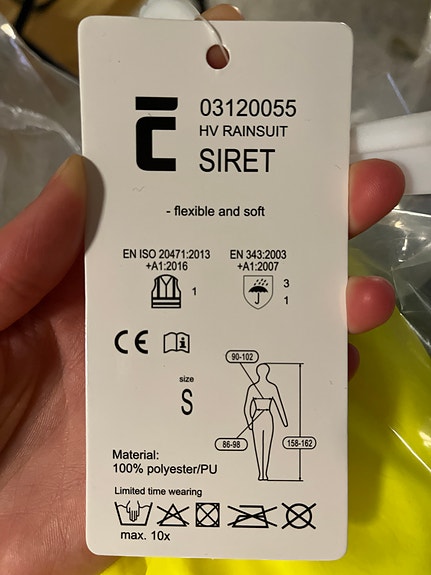 Č
03120055
HV RAINSUIT
SIRET
- flexible and soft
EN ISO 20471:2013
+A1:2016
1
EN 343:2003
+A1:2007
3
1
CE
i
size
S
90-102
86-98
158-162
Material:
100% polyester/PU
Limited time wearing
max. 10x